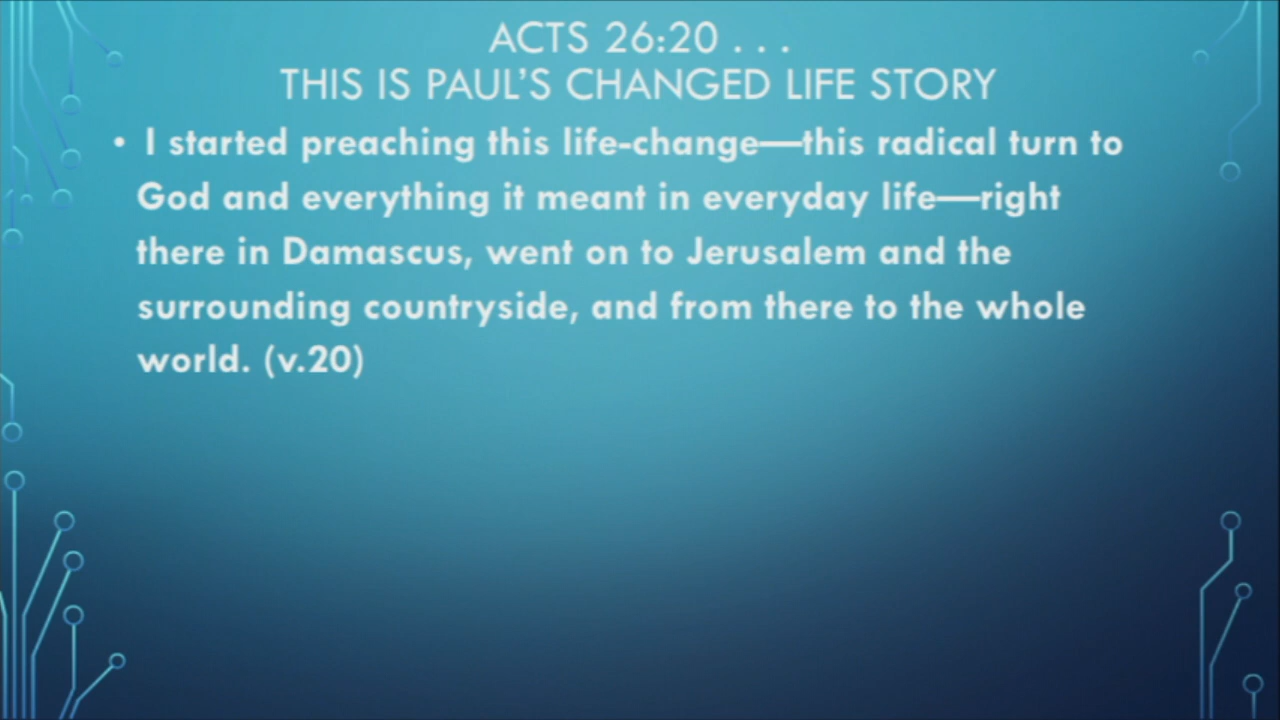 ACTS 26:20 . . .
THIS IS PAUL’S CHANGED LIFE STORY
• I started preaching this life-change—this radical turn to
God and everything it meant in everyday life—right
there in Damascus, went on to Jerusalem and the
surrounding countryside, and from there to the whole
world. (v.20)